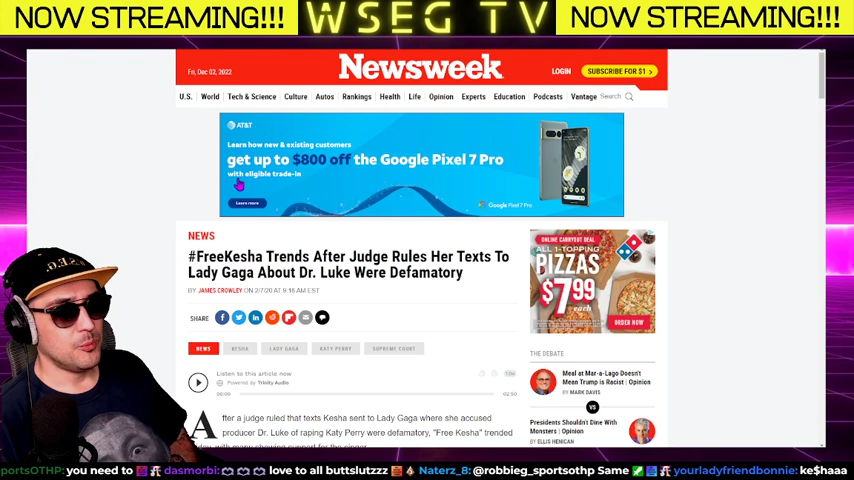 NOW STREAMING!!!
WSEG TV
NOW STREAMING!!!
Fri, Dec 02, 2022
Newsweek
LOGIN
SUBSCRIBE FOR $1 >
U.S. World Tech & Science Culture Autos Rankings Health Life Opinion Experts Education Podcasts Vantage Search
AT&T
Learn how new & existing customers
get up to $800 off the Google Pixel 7 Pro
with eligible trade-in
Learn more
Google Pixel 7 Pro
NEWS
#FreeKesha Trends After Judge Rules Her Texts To
Lady Gaga About Dr. Luke Were Defamatory
BY JAMES CROWLEY ON 2/7/20 AT 9:16 AM EST
SHARE
NEWS KESHA LADY GAGA KATY PERRY SUPREME COURT
Listen to this article now
Powered by Trinity Audio
1.0x
00:00
02:50
After a judge ruled that texts Kesha sent to Lady Gaga where she accused
producer Dr. Luke of raping Katy Perry were defamatory, "Free Kesha" trended
ONLINE CARRYOUT DEAL
ALL 1-TOPPING
PIZZAS
$7.99
each
ORDER NOW
THE DEBATE
Meal at Mar-a-Lago Doesn't
Mean Trump is Racist | Opinion
BY MARK DAVIS
VS
Presidents Shouldn't Dine With
Monsters | Opinion
BY ELLIS HENICAN
W.S.E.G.
portsOTHP: you need to dasmorbi: love to all buttslutzzz Naterz_8: @robbieg_sportsothp Same yourladyfriendbonnie: ke$haaa